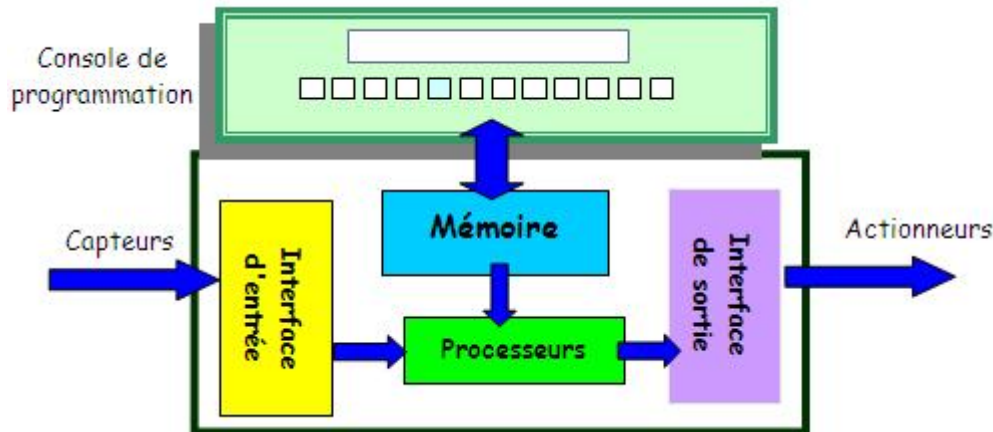 Console de
programmation
Capteurs
Interface
d'entrée
Mémoire
Processeurs
Interface
de sortie
Actionneurs